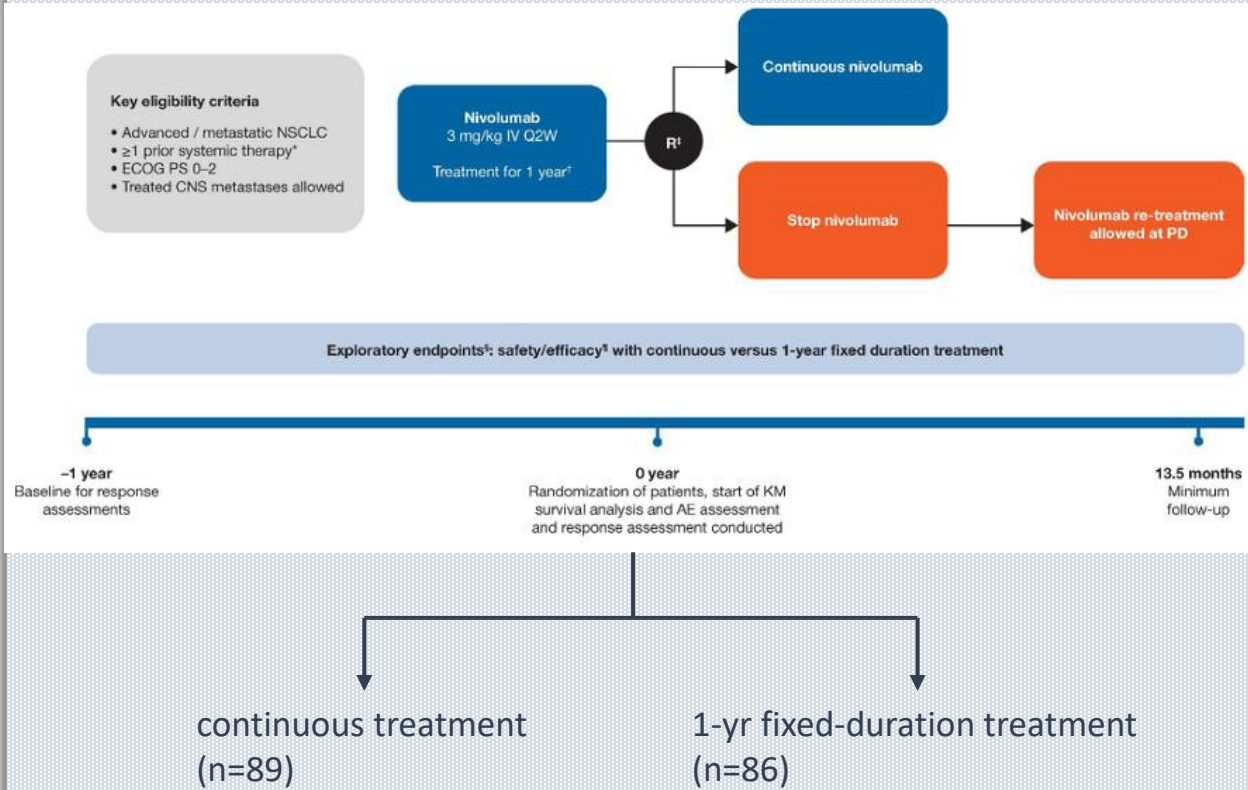 Key eligibility criteria
• Advanced / metastatic NSCLC
• ≥1 prior systemic therapy*
• ECOG PS 0–2
• Treated CNS metastases allowed
Nivolumab
3 mg/kg IV Q2W
Treatment for 1 year†
R‡
Continuous nivolumab
Stop nivolumab
Nivolumab re-treatment
allowed at PD
Exploratory endpoints§: safety/efficacy¶ with continuous versus 1-year fixed duration treatment
–1 year
Baseline for response
assessments
0 year
Randomization of patients, start of KM
survival analysis and AE assessment
and response assessment conducted
13.5 months
Minimum
follow-up
continuous treatment
(n=89)
1-yr fixed-duration treatment
(n=86)